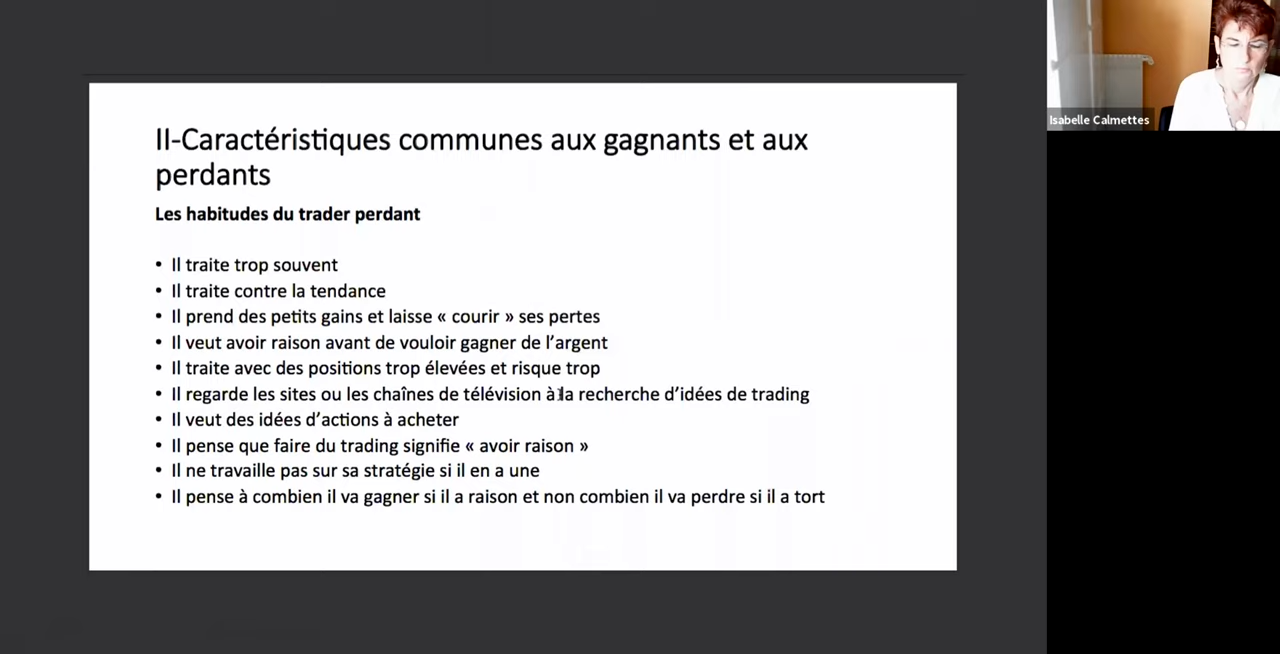 II-Caractéristiques communes aux gagnants et aux
perdants
Les habitudes du trader perdant
• Il traite trop souvent
• Il traite contre la tendance
• Il prend des petits gains et laisse « courir » ses pertes
• Il veut avoir raison avant de vouloir gagner de l’argent
• Il traite avec des positions trop élevées et risque trop
• Il regarde les sites ou les chaînes de télévision à la recherche d’idées de trading
• Il veut des idées d’actions à acheter
• Il pense que faire du trading signifie « avoir raison »
• Il ne travaille pas sur sa stratégie si il en a une
• Il pense à combien il va gagner si il a raison et non combien il va perdre si il a tort
Isabelle Calmettes